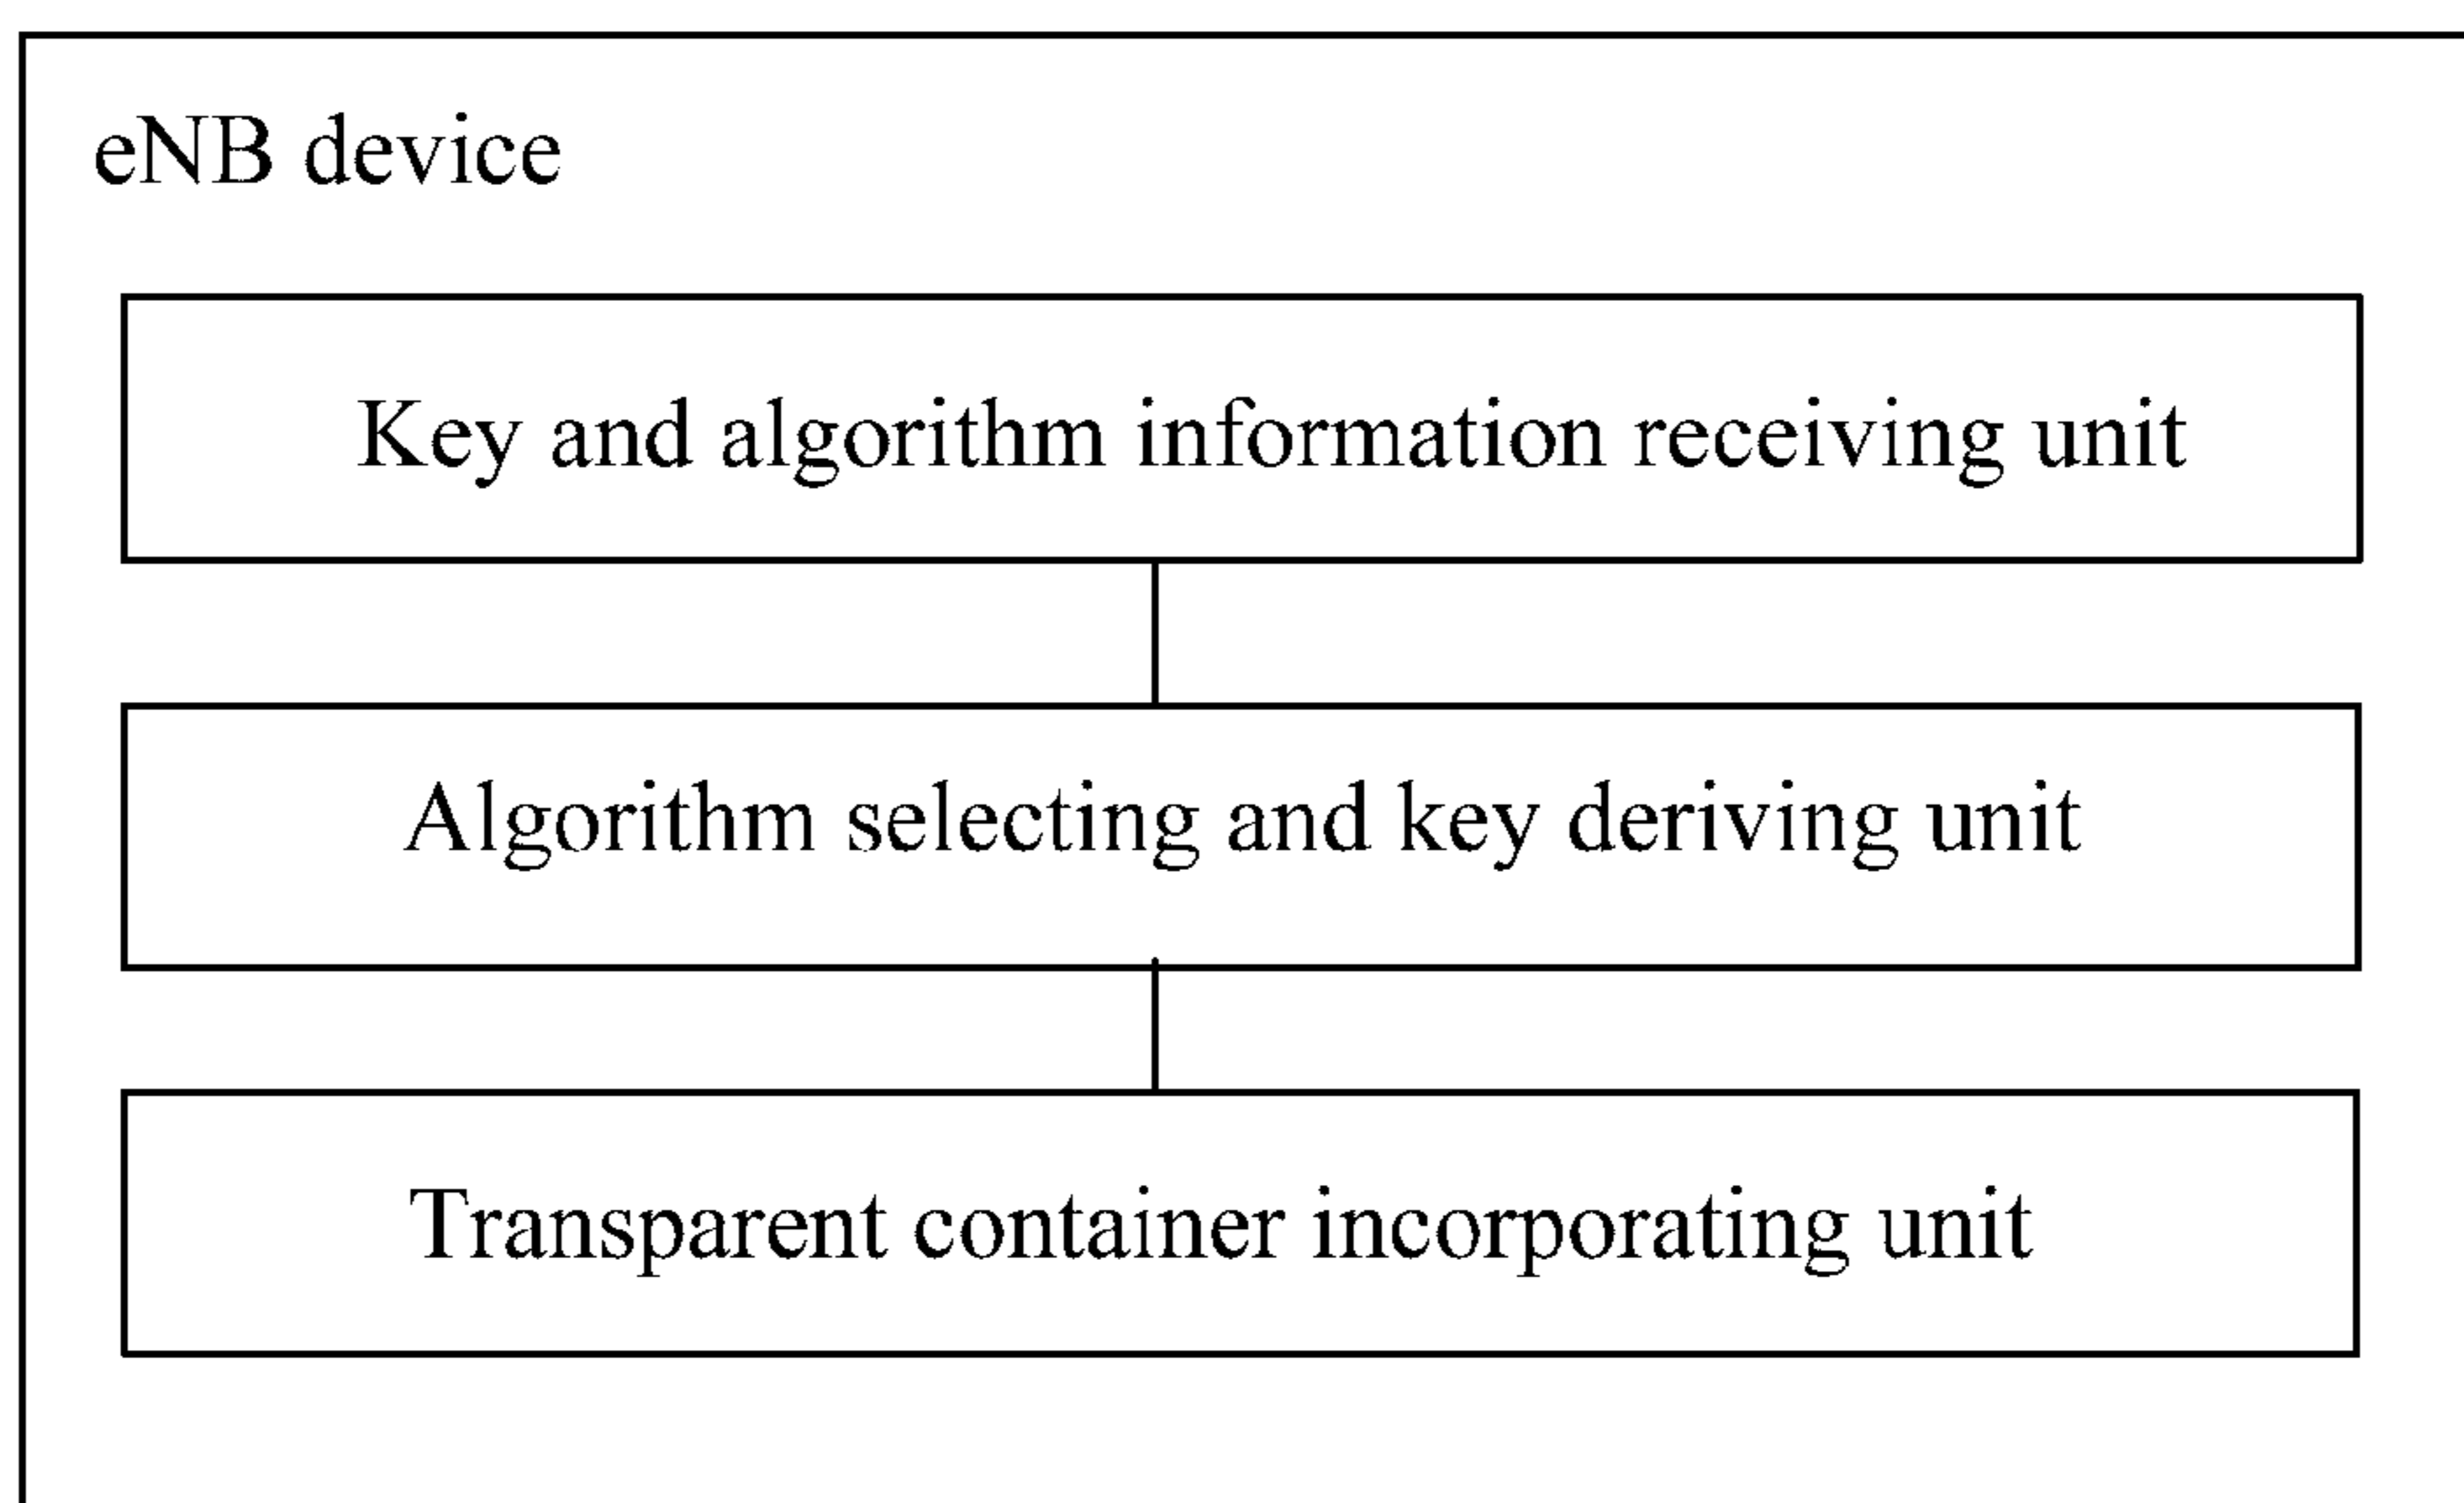 eNB device
Key and algorithm information receiving unit
Algorithm selecting and key deriving unit
Transparent container incorporating unit